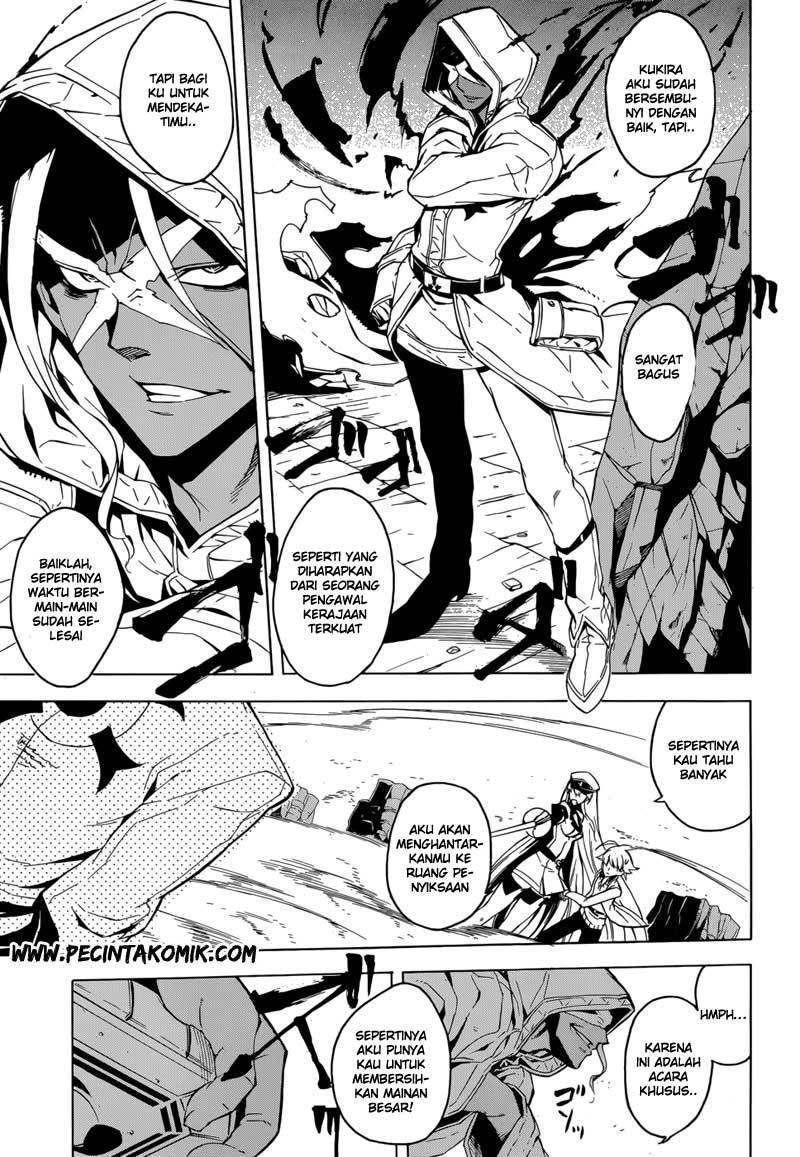 KUKIRA
AKU SUDAH
BERSEMBU-
NYI DENGAN
BAIK, TAPI..
SANGAT
BAGUS
SEPERTI YANG
DIHARAPKAN
DARI SEORANG
PENGAWAL
KERAJAAN
TERKUAT
TAPI BAGI
KU UNTUK
MENDEKA-
TIMU..
BAIKLAH,
SEPERTINYA
WAKTU BER-
MAIN-MAIN
SUDAH SE-
LESAI
SEPERTINYA
KAU TAHU
BANYAK
AKU AKAN
MENGHANTAR-
KANMU KE
RUANG PE-
NYIKSAAN
WWW.PECINTAKOMIK.COM
HMPH...
KARENA
INI ADALAH
ACARA
KHUSUS..
ゴソッ
SEPERTINYA
AKU PUNYA
KAU UNTUK
MEMBERSIH-
KAN MAINAN
BESAR!